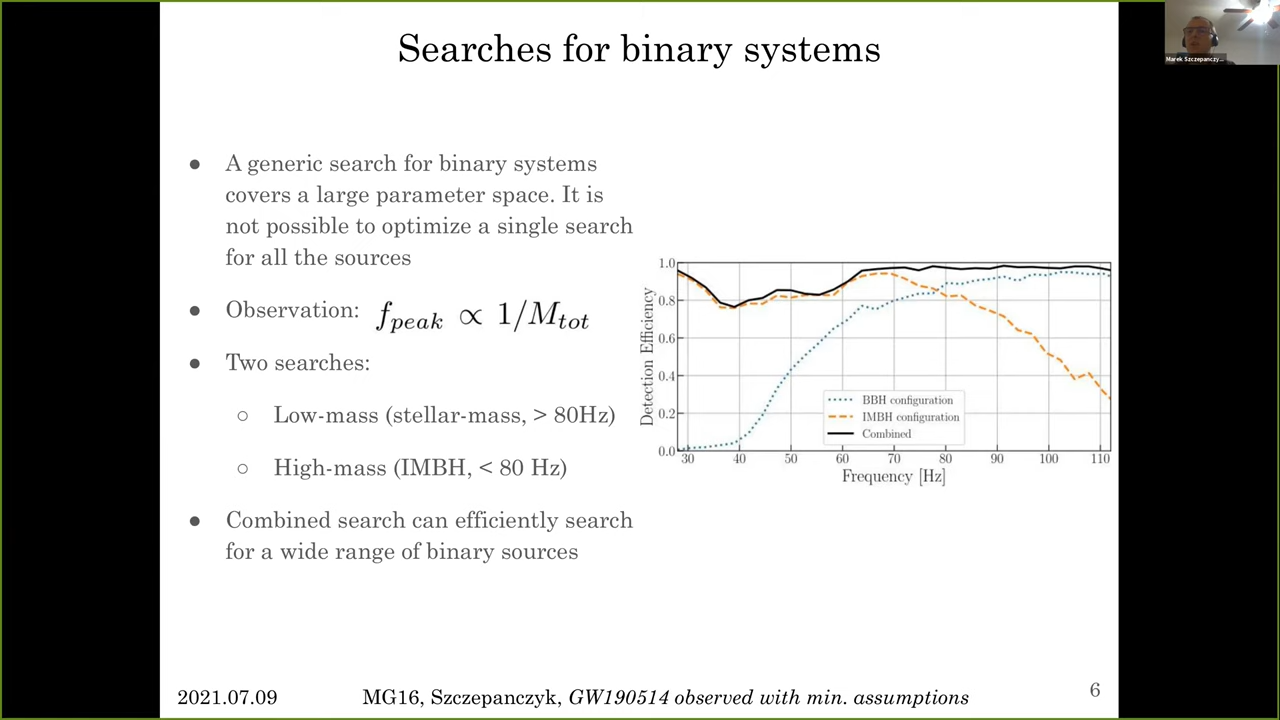 Searches for binary systems
Marek Szczepanczy...
● A generic search for binary systems
covers a large parameter space. It is
not possible to optimize a single search
for all the sources
● Observation: f_peak ∝ 1/M_tot
● Two searches:
○ Low-mass (stellar-mass, > 80Hz)
○ High-mass (IMBH, < 80 Hz)
● Combined search can efficiently search
for a wide range of binary sources
Detection Efficiency
1.0
0.8
0.6
0.4
0.2
0.0
BBH configuration
IMBH configuration
Combined
30 40 50 60 70 80 90 100 110
Frequency [Hz]
2021.07.09 MG16, Szczepanczyk, GW190514 observed with min. assumptions 6